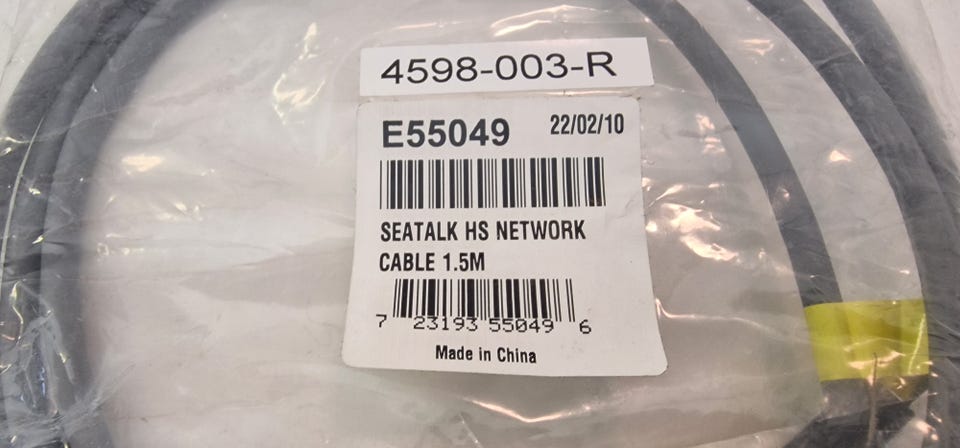 4598-003-R
E55049 22/02/10
SEATALK HS NETWORK
CABLE 1.5M
7 23193 55049 6
Made in China